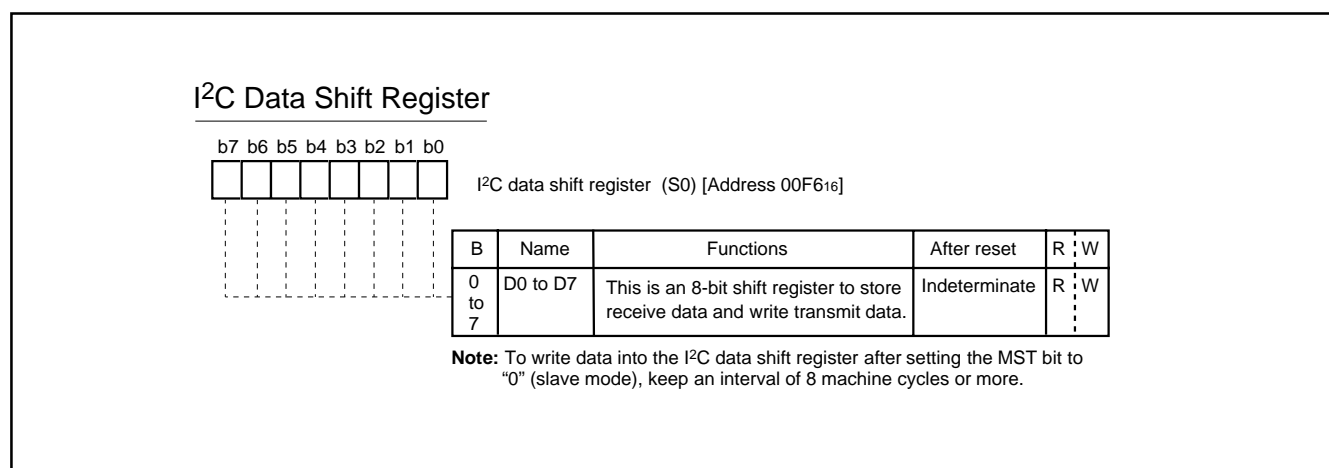 I²C Data Shift Register
b7 b6 b5 b4 b3 b2 b1 b0
I²C data shift register (S0) [Address 00F6₁₆]
B Name Functions After reset R W
0 to 7 D0 to D7 This is an 8-bit shift register to store Indeterminate R W
receive data and write transmit data.
Note: To write data into the I²C data shift register after setting the MST bit to
“0” (slave mode), keep an interval of 8 machine cycles or more.